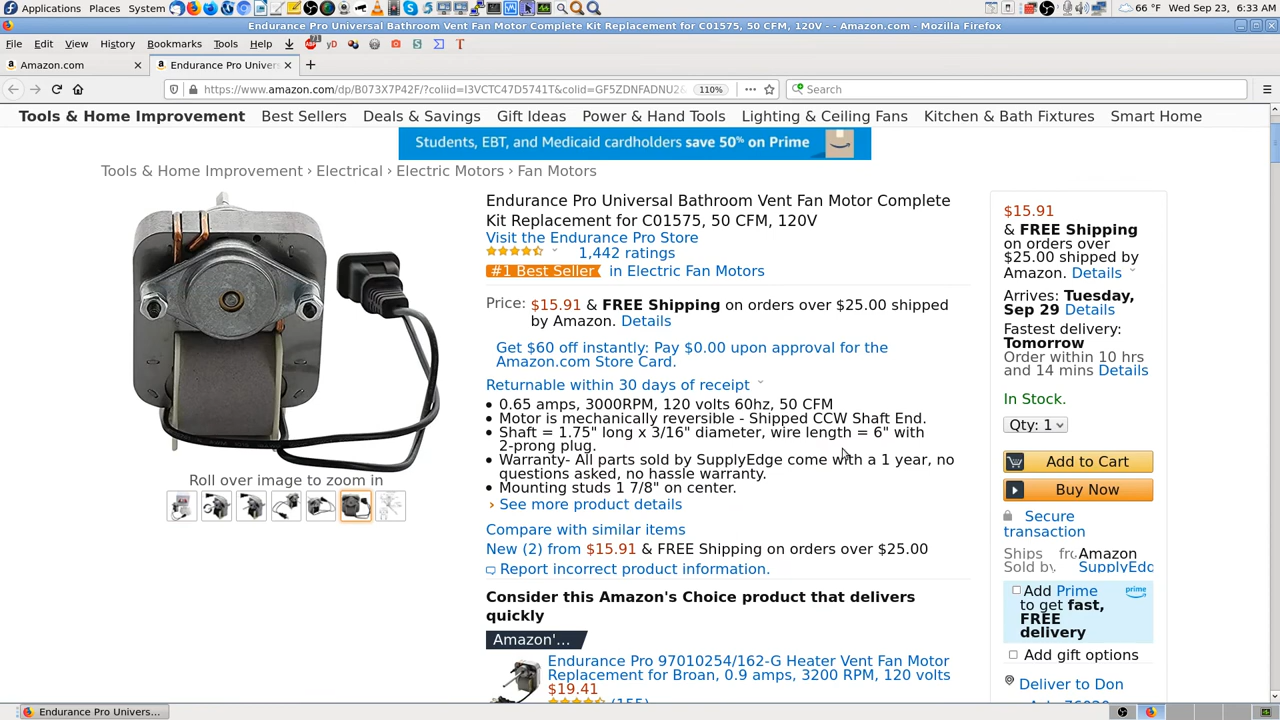 Applications Places System 66 °F Wed Sep 23, 6:33 AM
Endurance Pro Universal Bathroom Vent Fan Motor Complete Kit Replacement for C01575, 50 CFM, 120V - - Amazon.com - Mozilla Firefox
File Edit View History Bookmarks Tools Help
Amazon.com Endurance Pro Univers
https://www.amazon.com/dp/B073X7P42F/?coliid=I3VCTC47D5741T&colid=GF5ZDNFADNU2 110% Search
Tools & Home Improvement Best Sellers Deals & Savings Gift Ideas Power & Hand Tools Lighting & Ceiling Fans Kitchen & Bath Fixtures Smart Home
Students, EBT, and Medicaid cardholders save 50% on Prime
Tools & Home Improvement › Electrical › Electric Motors › Fan Motors
Endurance Pro Universal Bathroom Vent Fan Motor Complete
Kit Replacement for C01575, 50 CFM, 120V
Visit the Endurance Pro Store
1,442 ratings
#1 Best Seller in Electric Fan Motors
Price: $15.91 & FREE Shipping on orders over $25.00 shipped
by Amazon. Details
Get $60 off instantly: Pay $0.00 upon approval for the
Amazon.com Store Card.
Returnable within 30 days of receipt
• 0.65 amps, 3000RPM, 120 volts 60hz, 50 CFM
• Motor is mechanically reversible - Shipped CCW Shaft End.
• Shaft = 1.75" long x 3/16" diameter, wire length = 6" with
2-prong plug.
• Warranty- All parts sold by SupplyEdge come with a 1 year, no
questions asked, no hassle warranty.
• Mounting studs 1 7/8" on center.
› See more product details
Compare with similar items
New (2) from $15.91 & FREE Shipping on orders over $25.00
Report incorrect product information.
Consider this Amazon's Choice product that delivers
quickly
Amazon'...
Endurance Pro 97010254/162-G Heater Vent Fan Motor
Replacement for Broan, 0.9 amps, 3200 RPM, 120 volts
$19.41
(155)
Roll over image to zoom in
$15.91
& FREE Shipping
on orders over
$25.00 shipped by
Amazon. Details
Arrives: Tuesday,
Sep 29 Details
Fastest delivery:
Tomorrow
Order within 10 hrs
and 14 mins Details
In Stock.
Qty: 1
Add to Cart
Buy Now
Secure
transaction
Ships Amazon
Sold by SupplyEdg
Add Prime
to get fast,
FREE
delivery
prime
Add gift options
Deliver to Don
Endurance Pro Univers...